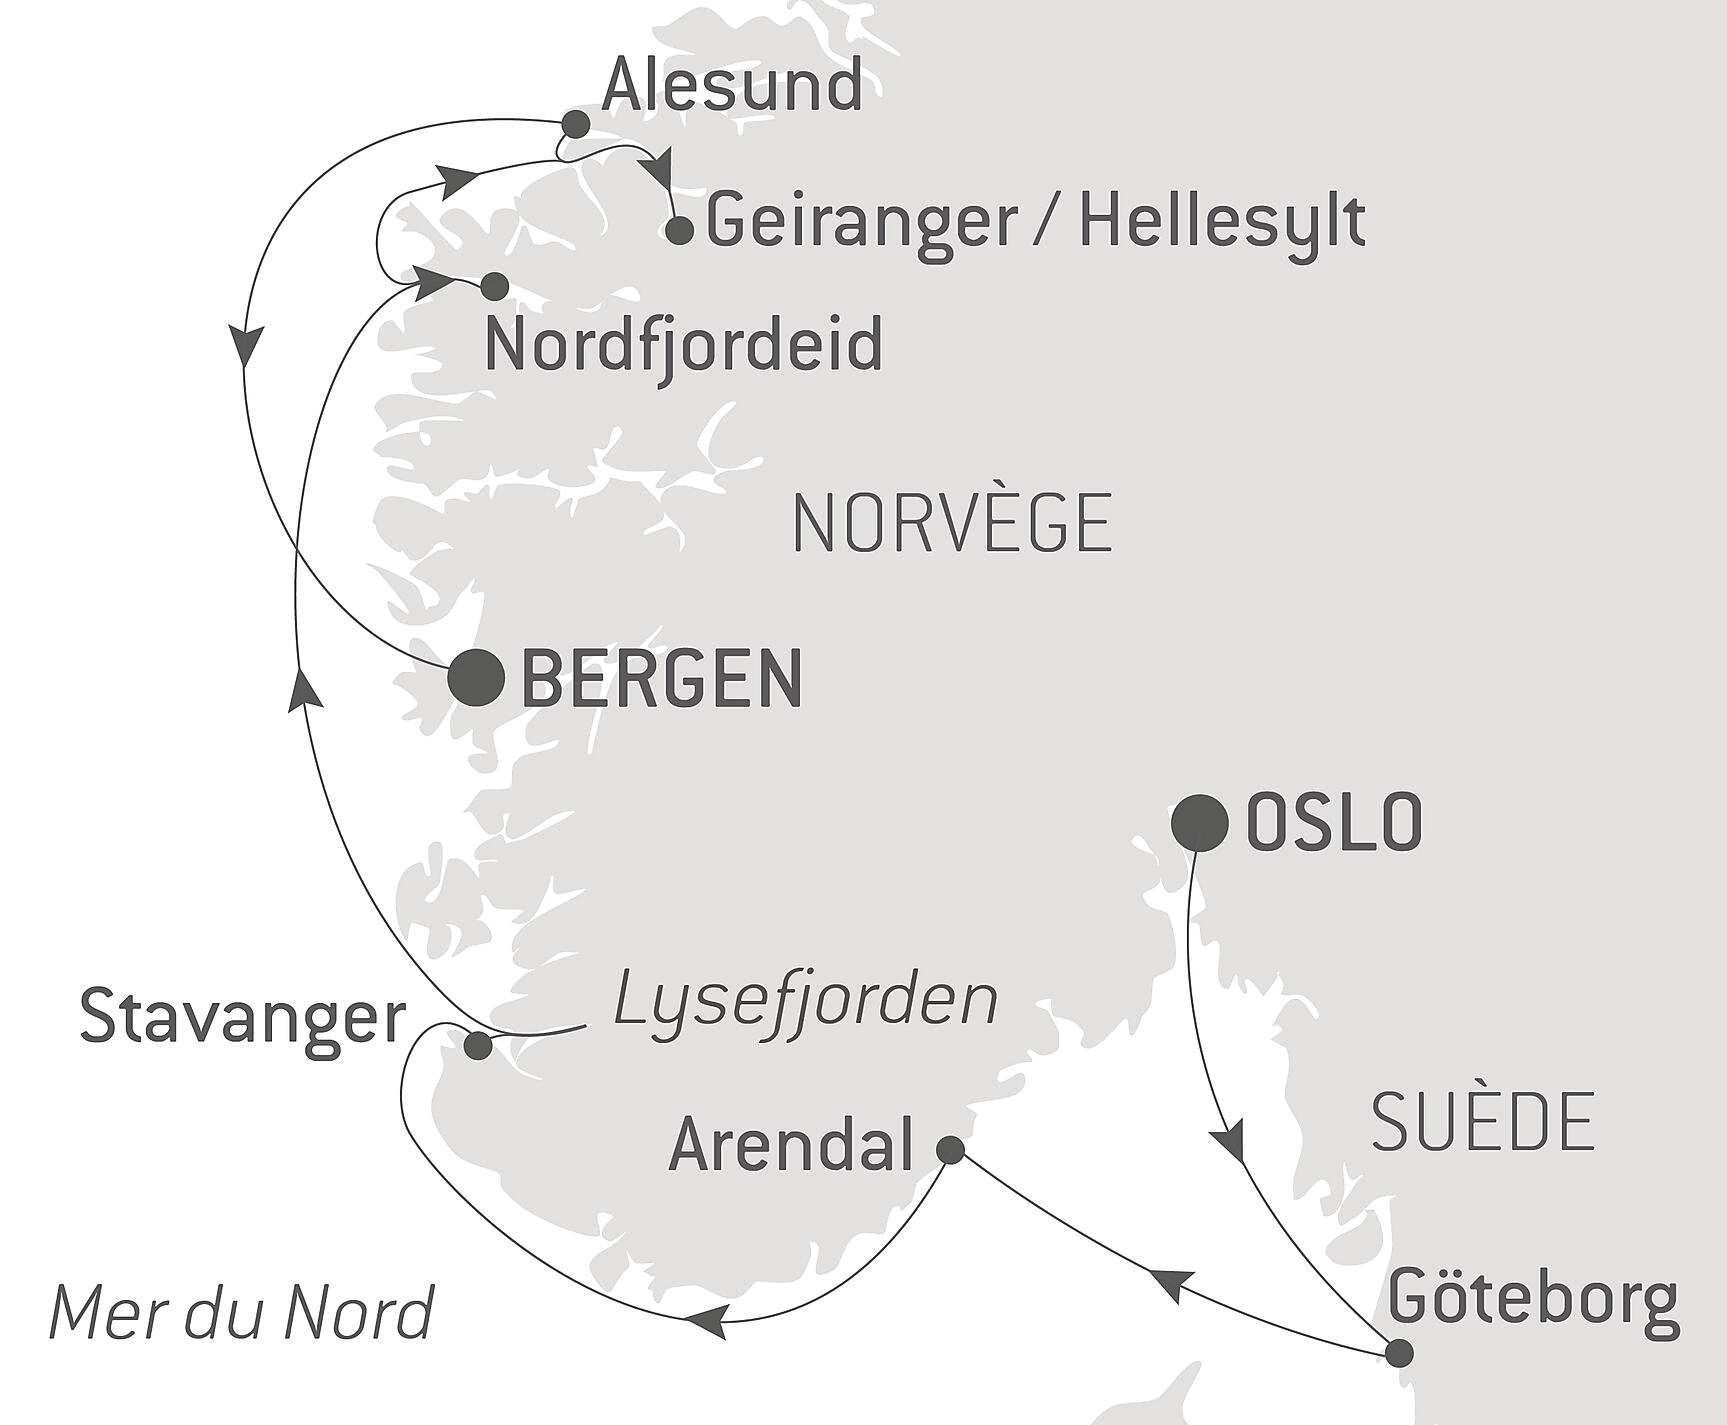 Alesund
Geiranger / Hellesylt
Nordfjordeid
NORVÈGE
BERGEN
OSLO
Lysefjorden
Stavanger
SUÈDE
Arendal
Göteborg
Mer du Nord